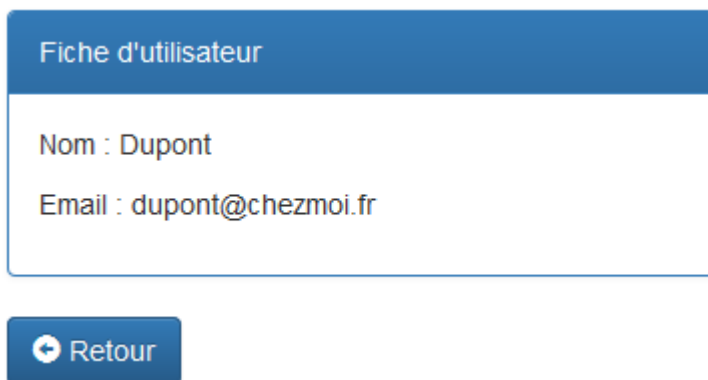 Fiche d'utilisateur
Nom : Dupont
Email : dupont@chezmoi.fr
Retour